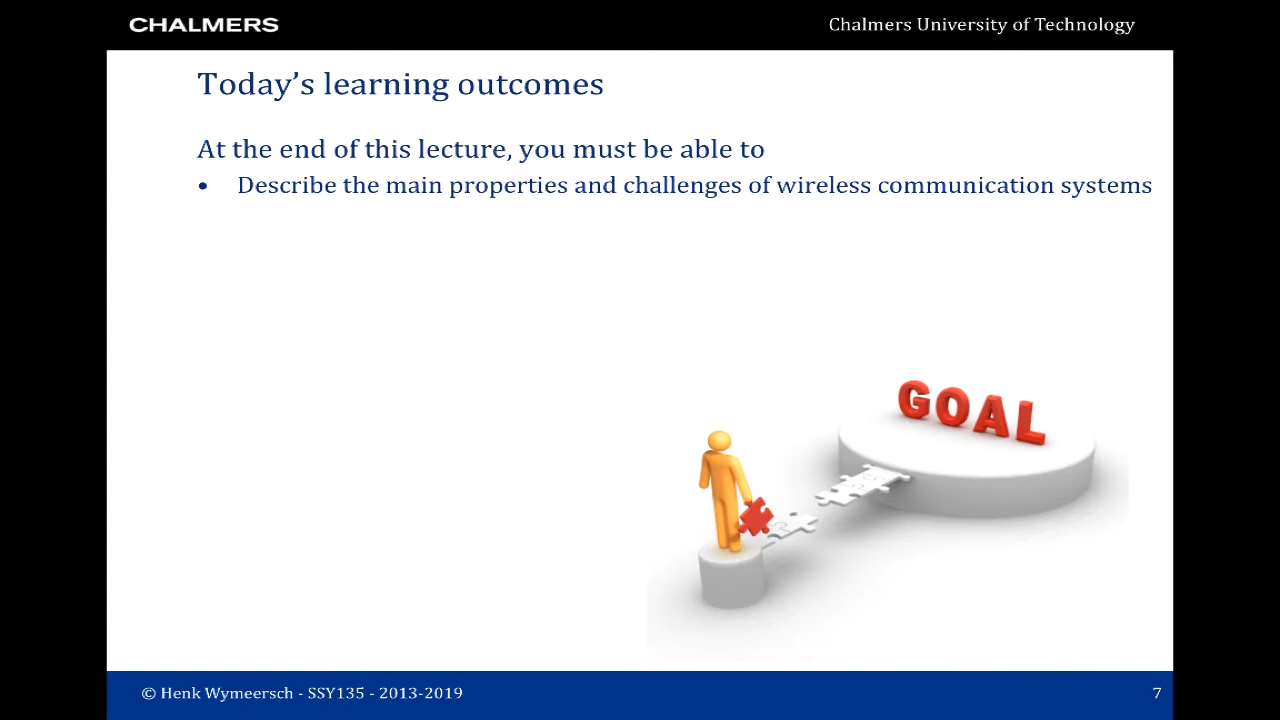 CHALMERS
Chalmers University of Technology
Today’s learning outcomes
At the end of this lecture, you must be able to
• Describe the main properties and challenges of wireless communication systems
GOAL
© Henk Wymeersch - SSY135 - 2013-2019
7